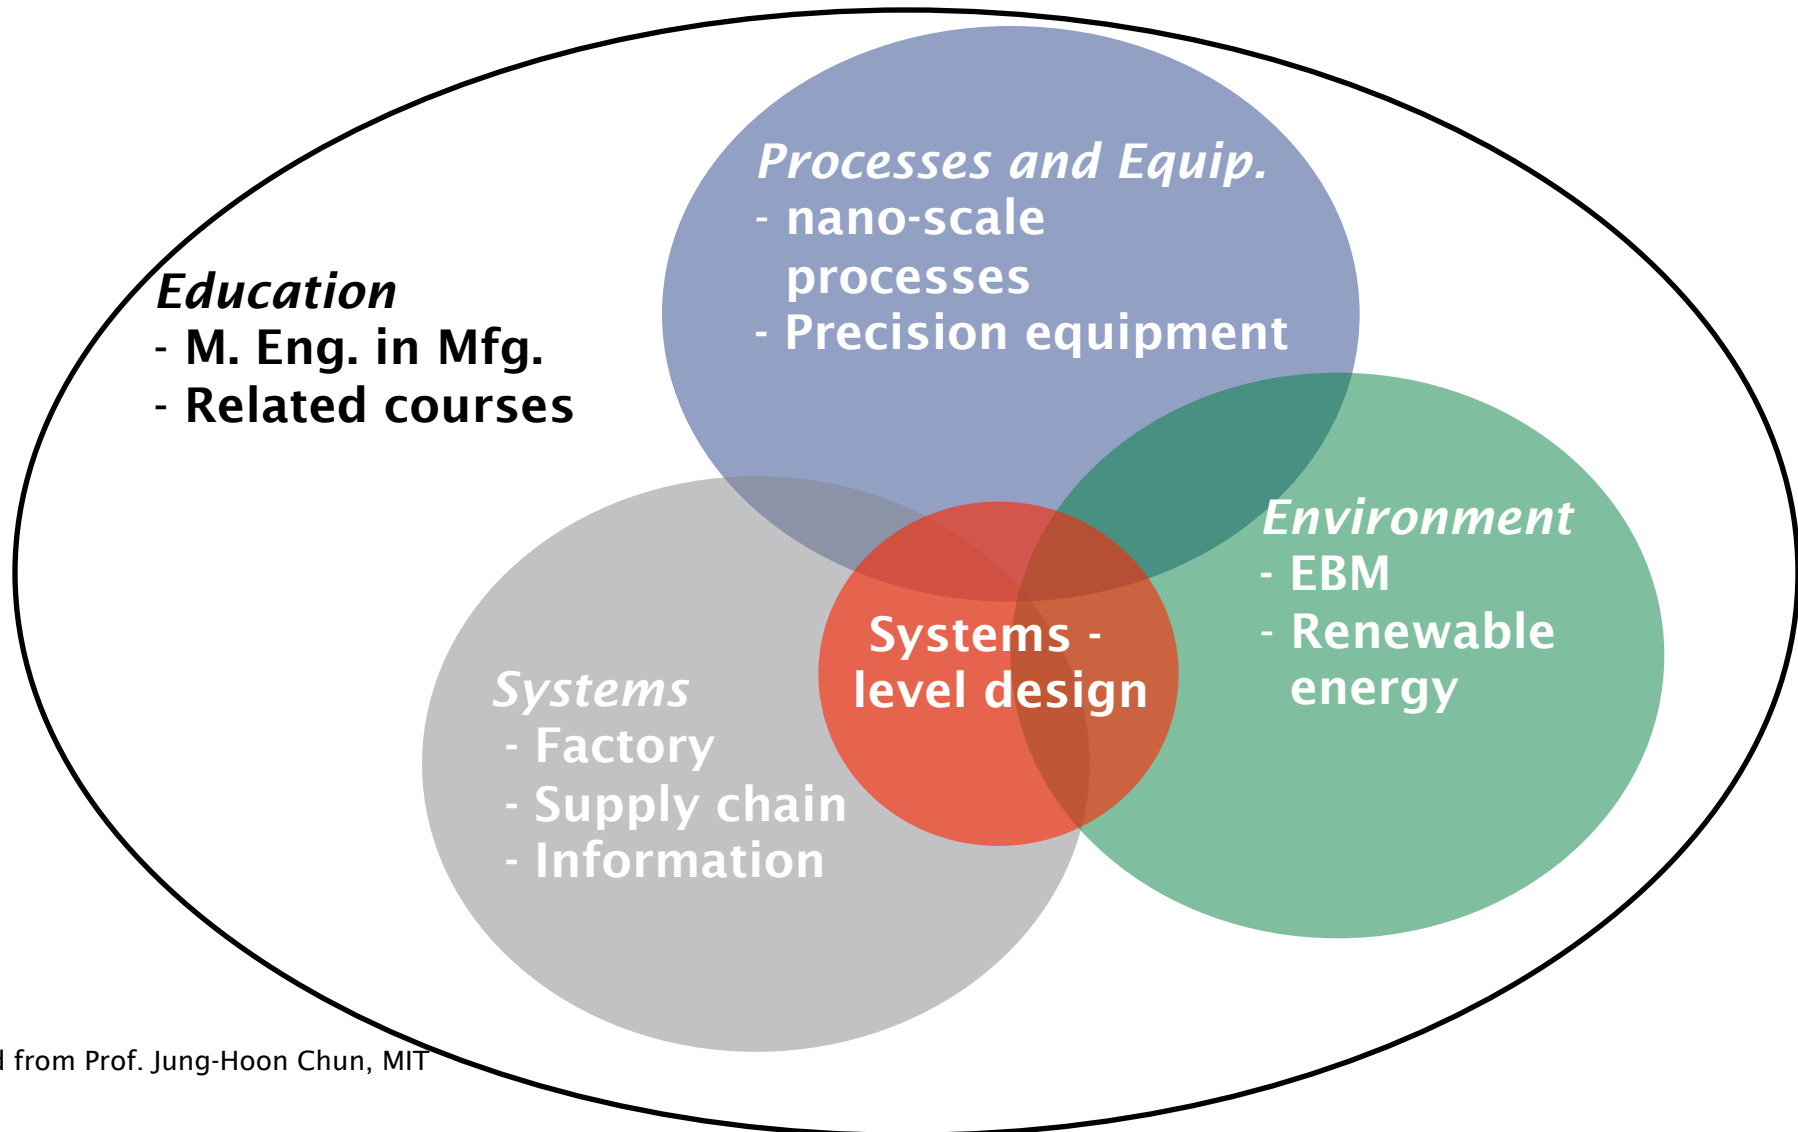 Processes and Equip.
- nano-scale
processes
- Precision equipment
Education
- M. Eng. in Mfg.
- Related courses
Environment
- EBM
- Renewable
energy
Systems -
level design
Systems
- Factory
- Supply chain
- Information
from Prof. Jung-Hoon Chun, MIT